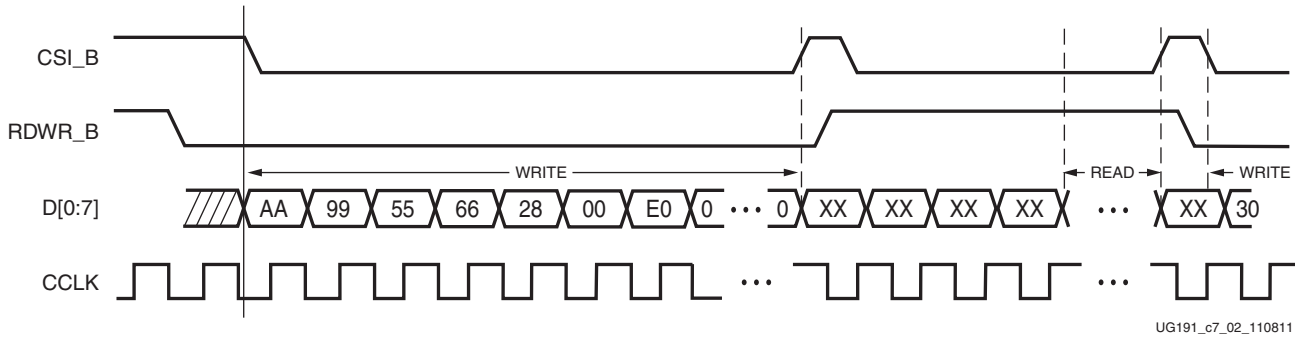 CSI_B
RDWR_B
WRITE READ WRITE
D[0:7] AA 99 55 66 28 00 E0 0 ••• 0 XX XX XX XX ••• XX 30
CCLK ••• •••
UG191_c7_02_110811